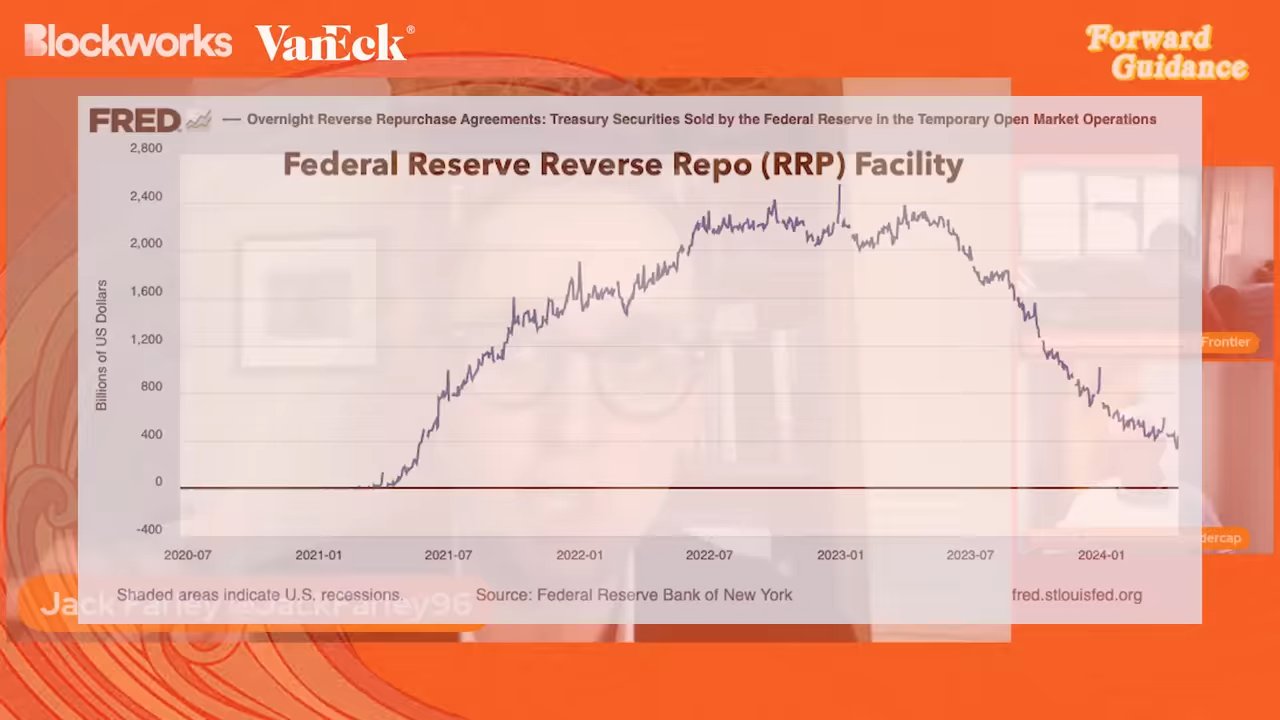 Blockworks VanEck®
Forward
Guidance
FRED — Overnight Reverse Repurchase Agreements: Treasury Securities Sold by the Federal Reserve in the Temporary Open Market Operations
Federal Reserve Reverse Repo (RRP) Facility
2,800
2,400
2,000
1,600
1,200
800
400
0
-400
Billions of US Dollars
2020-07 2021-01 2021-07 2022-01 2022-07 2023-01 2023-07 2024-01
Frontier
dercap
Shaded areas indicate U.S. recessions. Source: Federal Reserve Bank of New York fred.stlouisfed.org
Jack Farley @JackFarley96